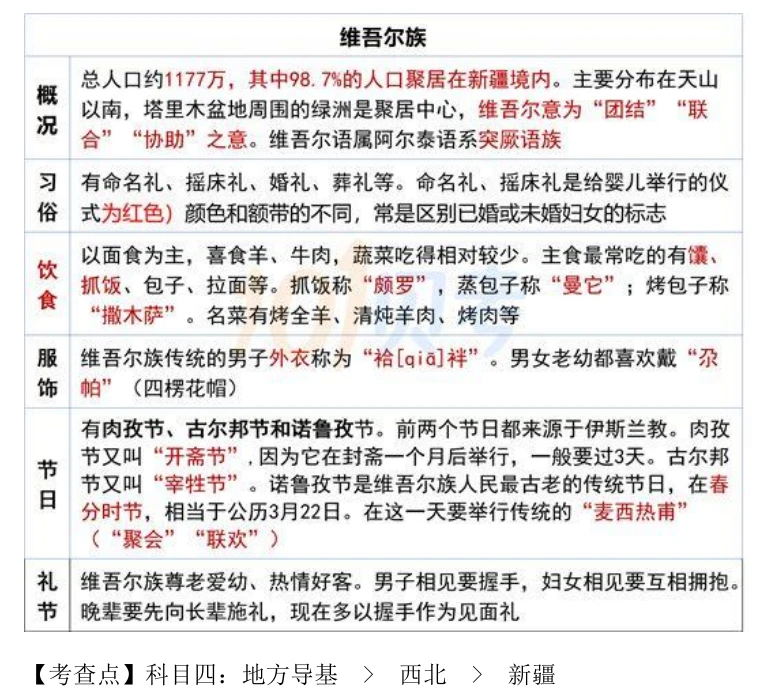 维吾尔族
概况
总人口约1177万，其中98.7%的人口聚居在新疆境内。主要分布在天山
以南，塔里木盆地周围的绿洲是聚居中心，维吾尔意为“团结”“联
合”“协助”之意。维吾尔语属阿尔泰语系突厥语族
习俗
有命名礼、摇床礼、婚礼、葬礼等。命名礼、摇床礼是给婴儿举行的仪
式为红色）颜色和额带的不同，常是区别已婚或未婚妇女的标志
饮食
以面食为主，喜食羊、牛肉，蔬菜吃得相对较少。主食最常吃的有馕、
抓饭、包子、拉面等。抓饭称“颇罗”，蒸包子称“曼它”；烤包子称
“撒木萨”。名菜有烤全羊、清炖羊肉、烤肉等
服饰
维吾尔族传统的男子外衣称为“袷[qiā]袢”。男女老幼都喜欢戴“尕
帕”（四楞花帽）
节日
有肉孜节、古尔邦节和诺鲁孜节。前两个节日都来源于伊斯兰教。肉孜
节又叫“开斋节”,因为它在封斋一个月后举行，一般要过3天。古尔邦
节又叫“宰牲节”。诺鲁孜节是维吾尔族人民最古老的传统节日，在春
分时节，相当于公历3月22日。在这一天要举行传统的“麦西热甫”
（“聚会”“联欢”）
礼节
维吾尔族尊老爱幼、热情好客。男子相见要握手，妇女相见要互相拥抱。
晚辈要先向长辈施礼，现在多以握手作为见面礼
【考查点】科目四：地方导基 > 西北 > 新疆